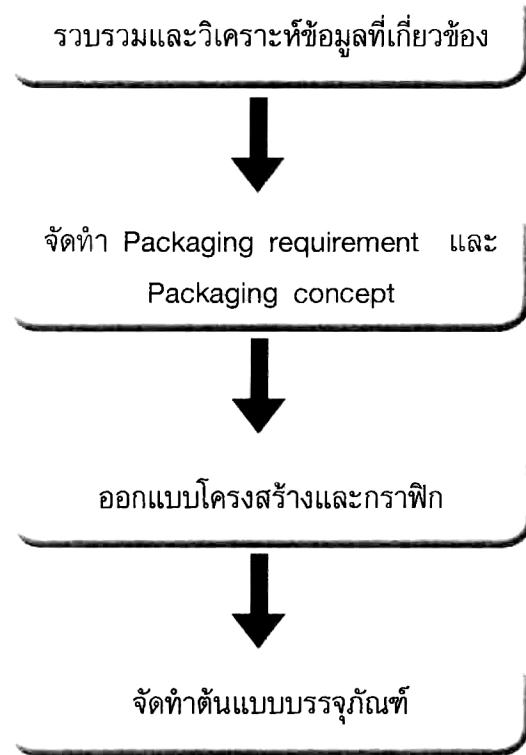 รวบรวมและวิเคราะห์ข้อมูลที่เกี่ยวข้อง
จัดทำ Packaging requirement และ
Packaging concept
ออกแบบโครงสร้างและกราฟิก
จัดทำต้นแบบบรรจุภัณฑ์